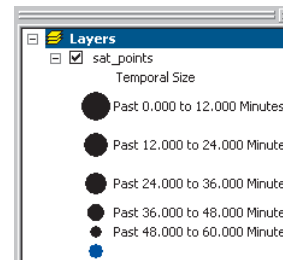 Layers
sat_points
Temporal Size
Past 0.000 to 12.000 Minute
Past 12.000 to 24.000 Minute
Past 24.000 to 36.000 Minute
Past 36.000 to 48.000 Minute
Past 48.000 to 60.000 Minute